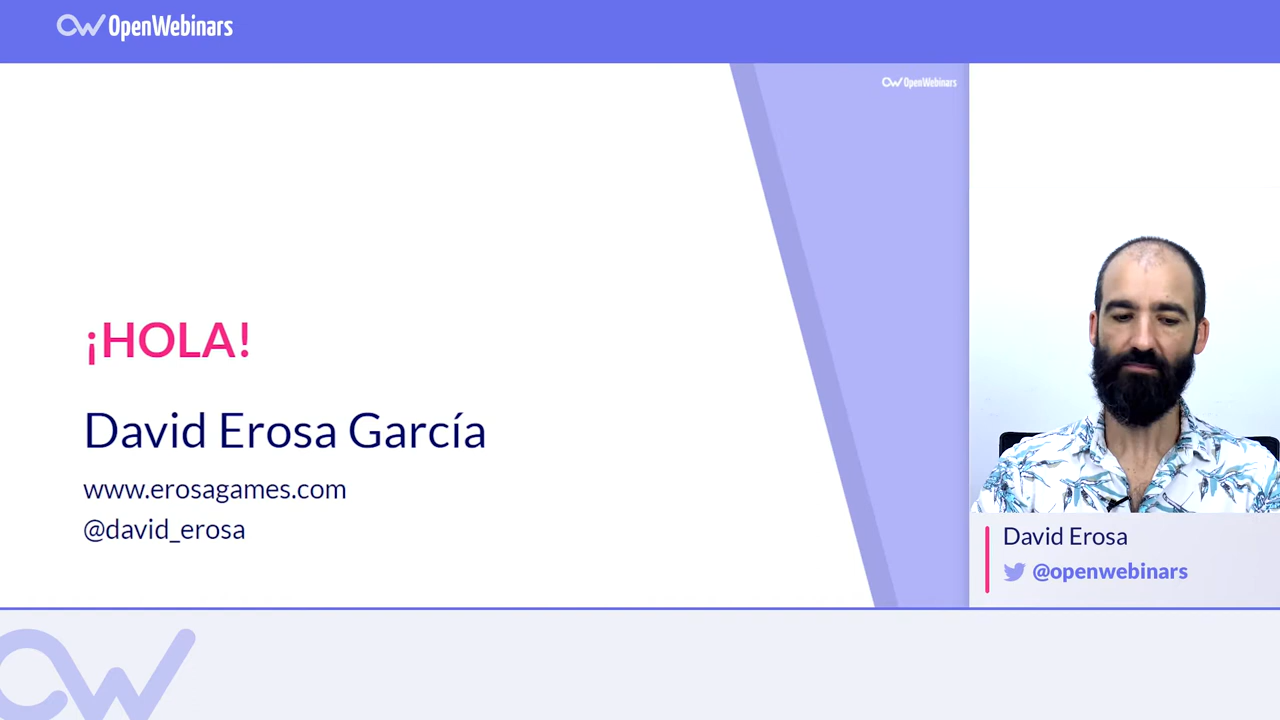 OpenWebinars
OpenWebinars
¡HOLA!
David Erosa García
www.erosagames.com
@david_erosa
David Erosa
@openwebinars